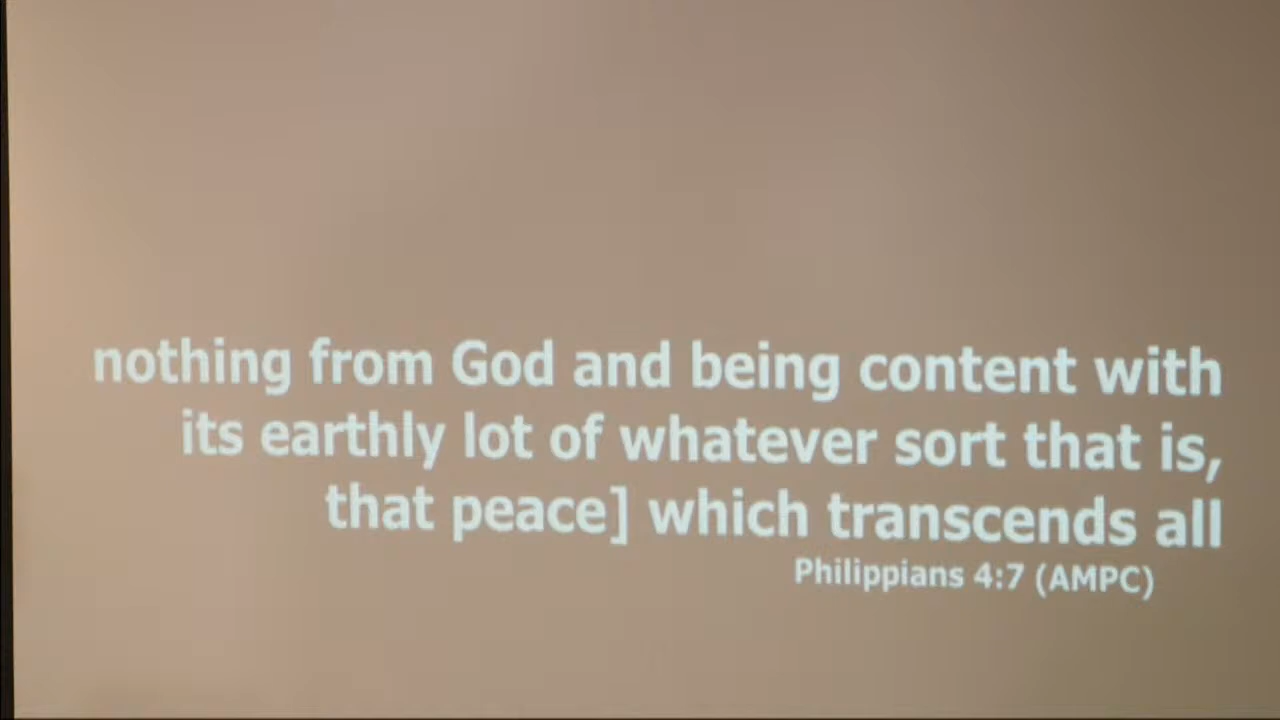 nothing from God and being content with
its earthly lot of whatever sort that is,
that peace] which transcends all
Philippians 4:7 (AMPC)